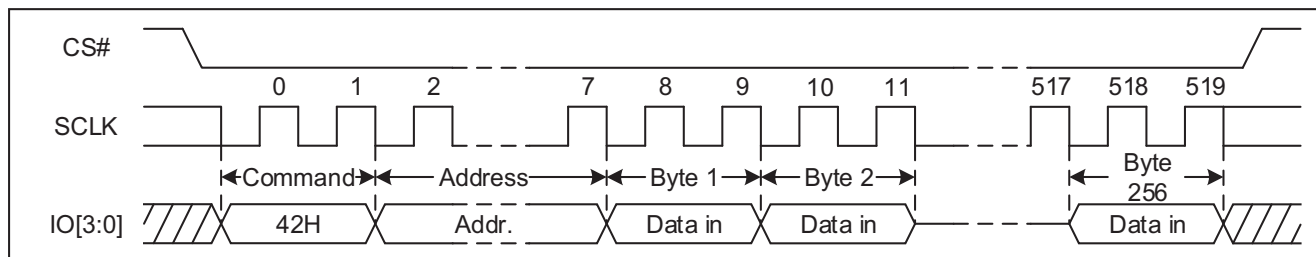 CS#
0 1 2 7 8 9 10 11 517 518 519
SCLK
Command Address Byte 1 Byte 2 Byte
256
IO[3:0] 42H Addr. Data in Data in Data in